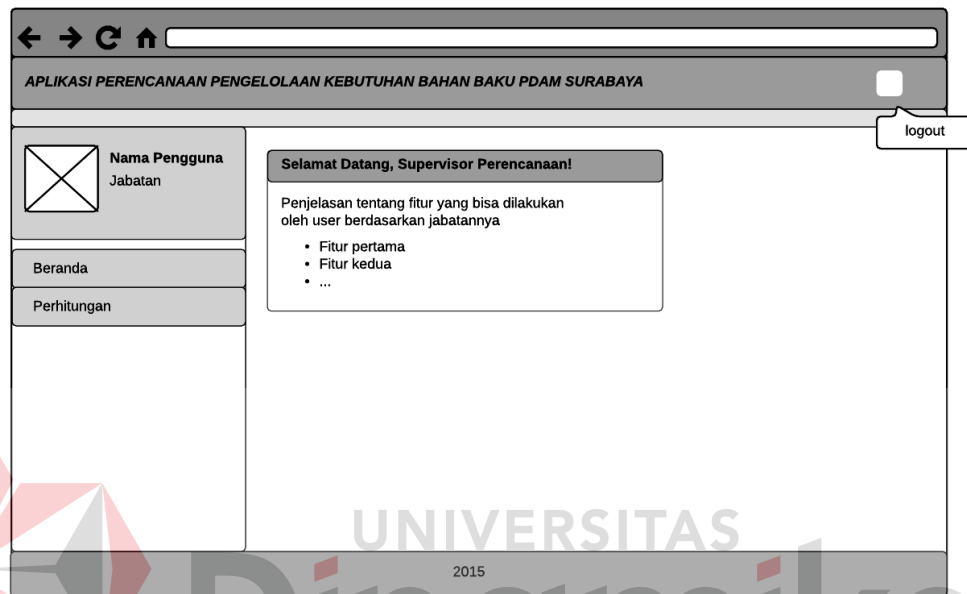 APLIKASI PERENCANAAN PENGELOLAAN KEBUTUHAN BAHAN BAKU PDAM SURABAYA
logout
Nama Pengguna
Jabatan
Selamat Datang, Supervisor Perencanaan!
Penjelasan tentang fitur yang bisa dilakukan
oleh user berdasarkan jabatannya
• Fitur pertama
• Fitur kedua
• ...
Beranda
Perhitungan
UNIVERSITAS
2015